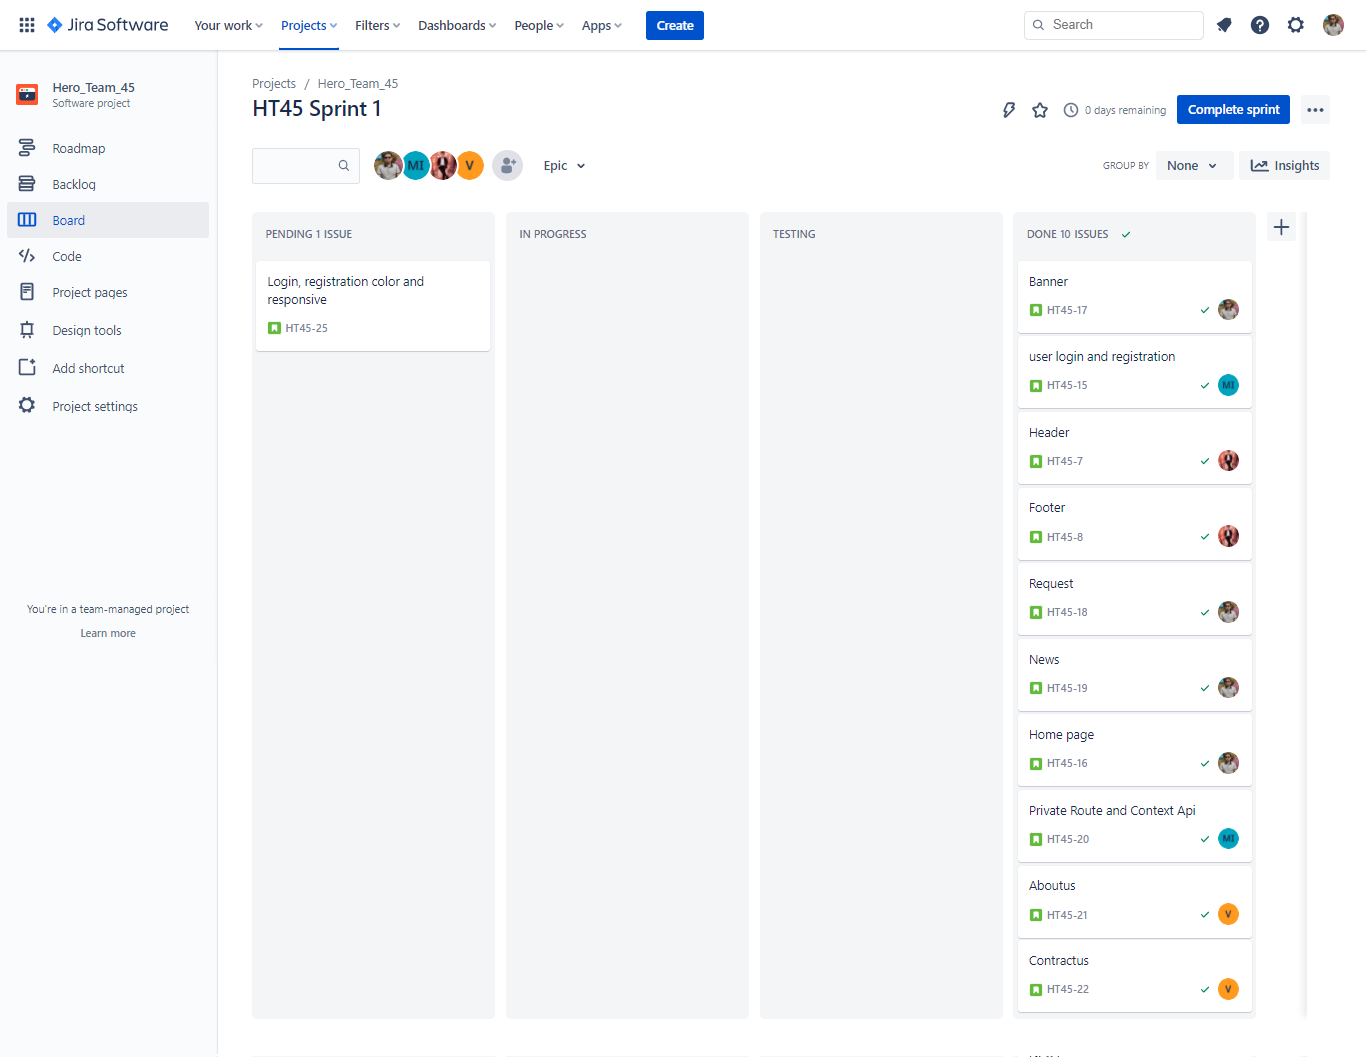 Jira Software
Your work
Projects
Filters
Dashboards
People
Apps
Create
Search
Hero_Team_45
Software project
Roadmap
Backlog
Board
Code
Project pages
Design tools
Add shortcut
Project settings
You're in a team-managed project
Learn more
Projects / Hero_Team_45
HT45 Sprint 1
0 days remaining
Complete sprint
MI
V
Epic
GROUP BY
None
Insights
PENDING 1 ISSUE
Login, registration color and
responsive
HT45-25
IN PROGRESS
TESTING
DONE 10 ISSUES
Banner
HT45-17
user login and registration
HT45-15
MI
Header
HT45-7
Footer
HT45-8
Request
HT45-18
News
HT45-19
Home page
HT45-16
Private Route and Context Api
HT45-20
MI
Aboutus
HT45-21
V
Contractus
HT45-22
V